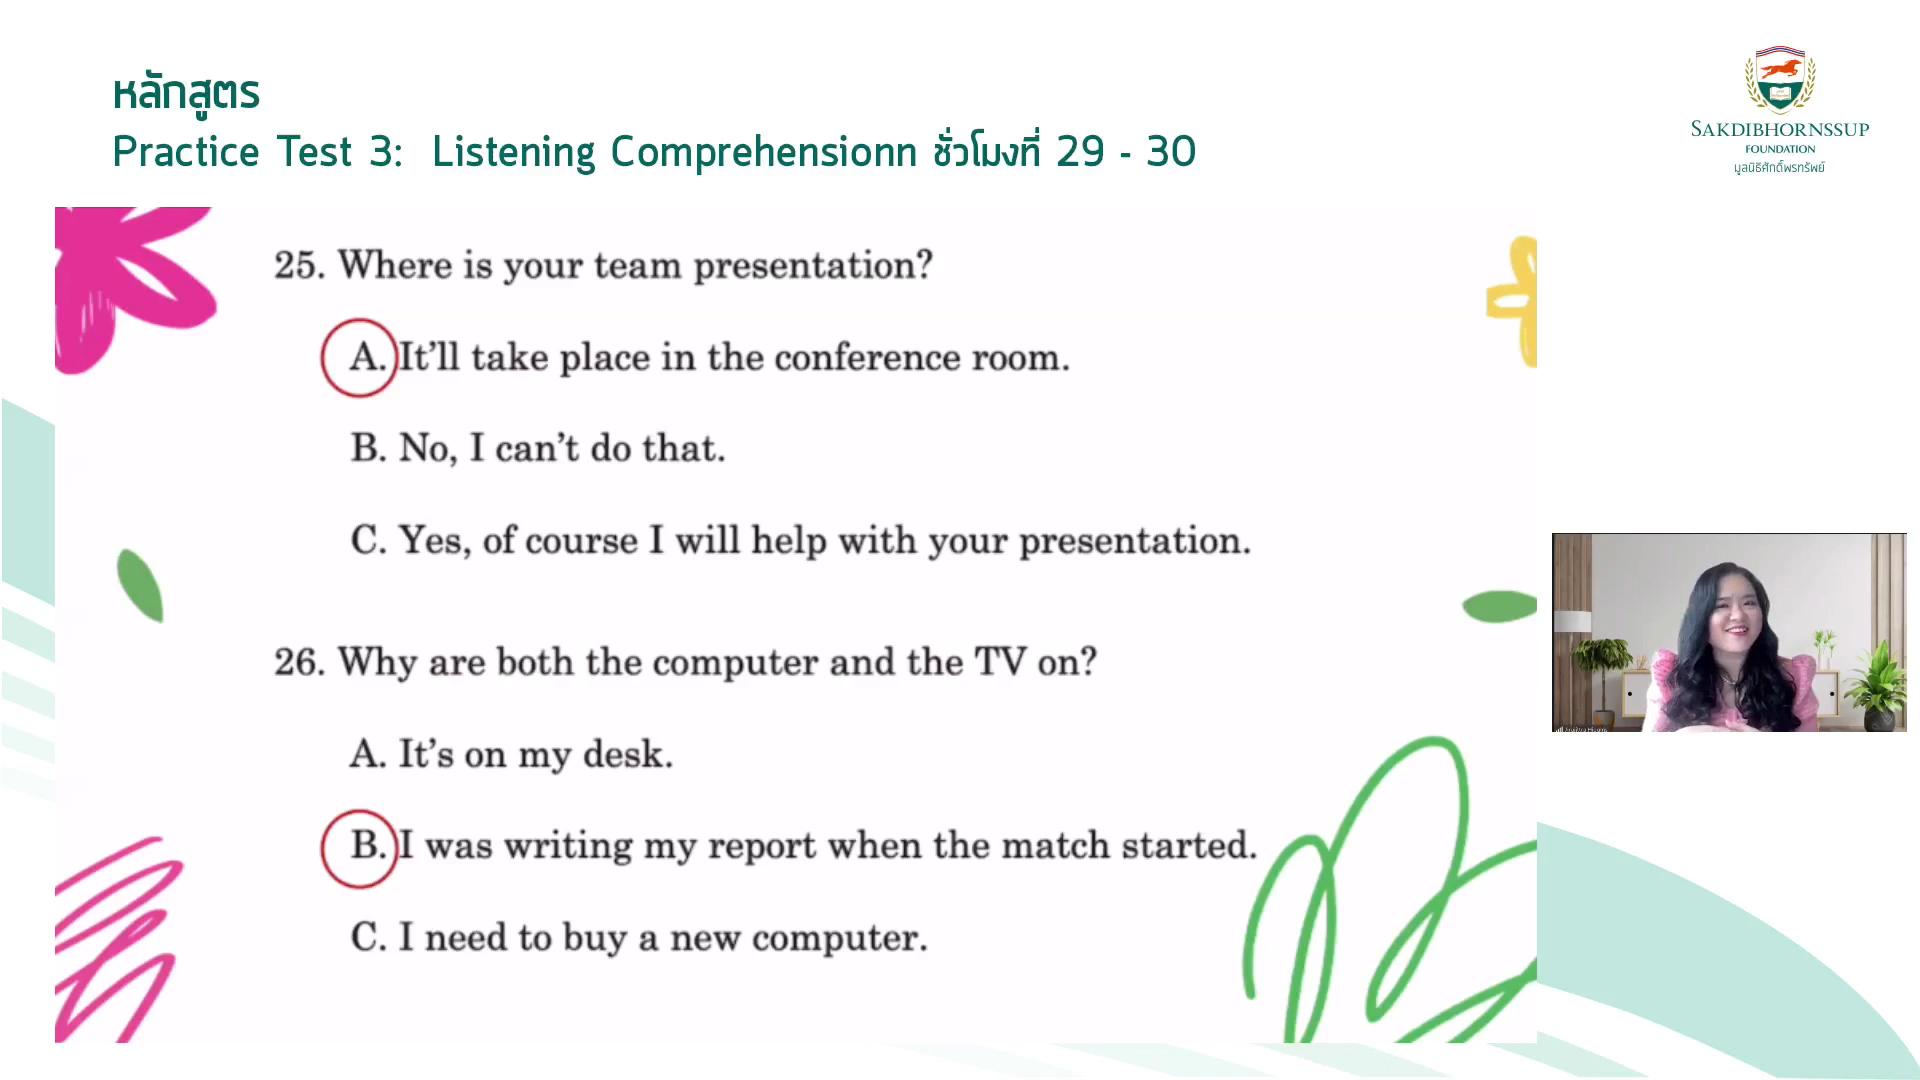 หลักสูตร
Practice Test 3: Listening Comprehensionn ชั่วโมงที่ 29 - 30
SAKDIBHORNSSUP
FOUNDATION
มูลนิธิศักดิ์พรทรัพย์
25. Where is your team presentation?
A. It’ll take place in the conference room.
B. No, I can’t do that.
C. Yes, of course I will help with your presentation.
26. Why are both the computer and the TV on?
A. It’s on my desk.
B. I was writing my report when the match started.
C. I need to buy a new computer.